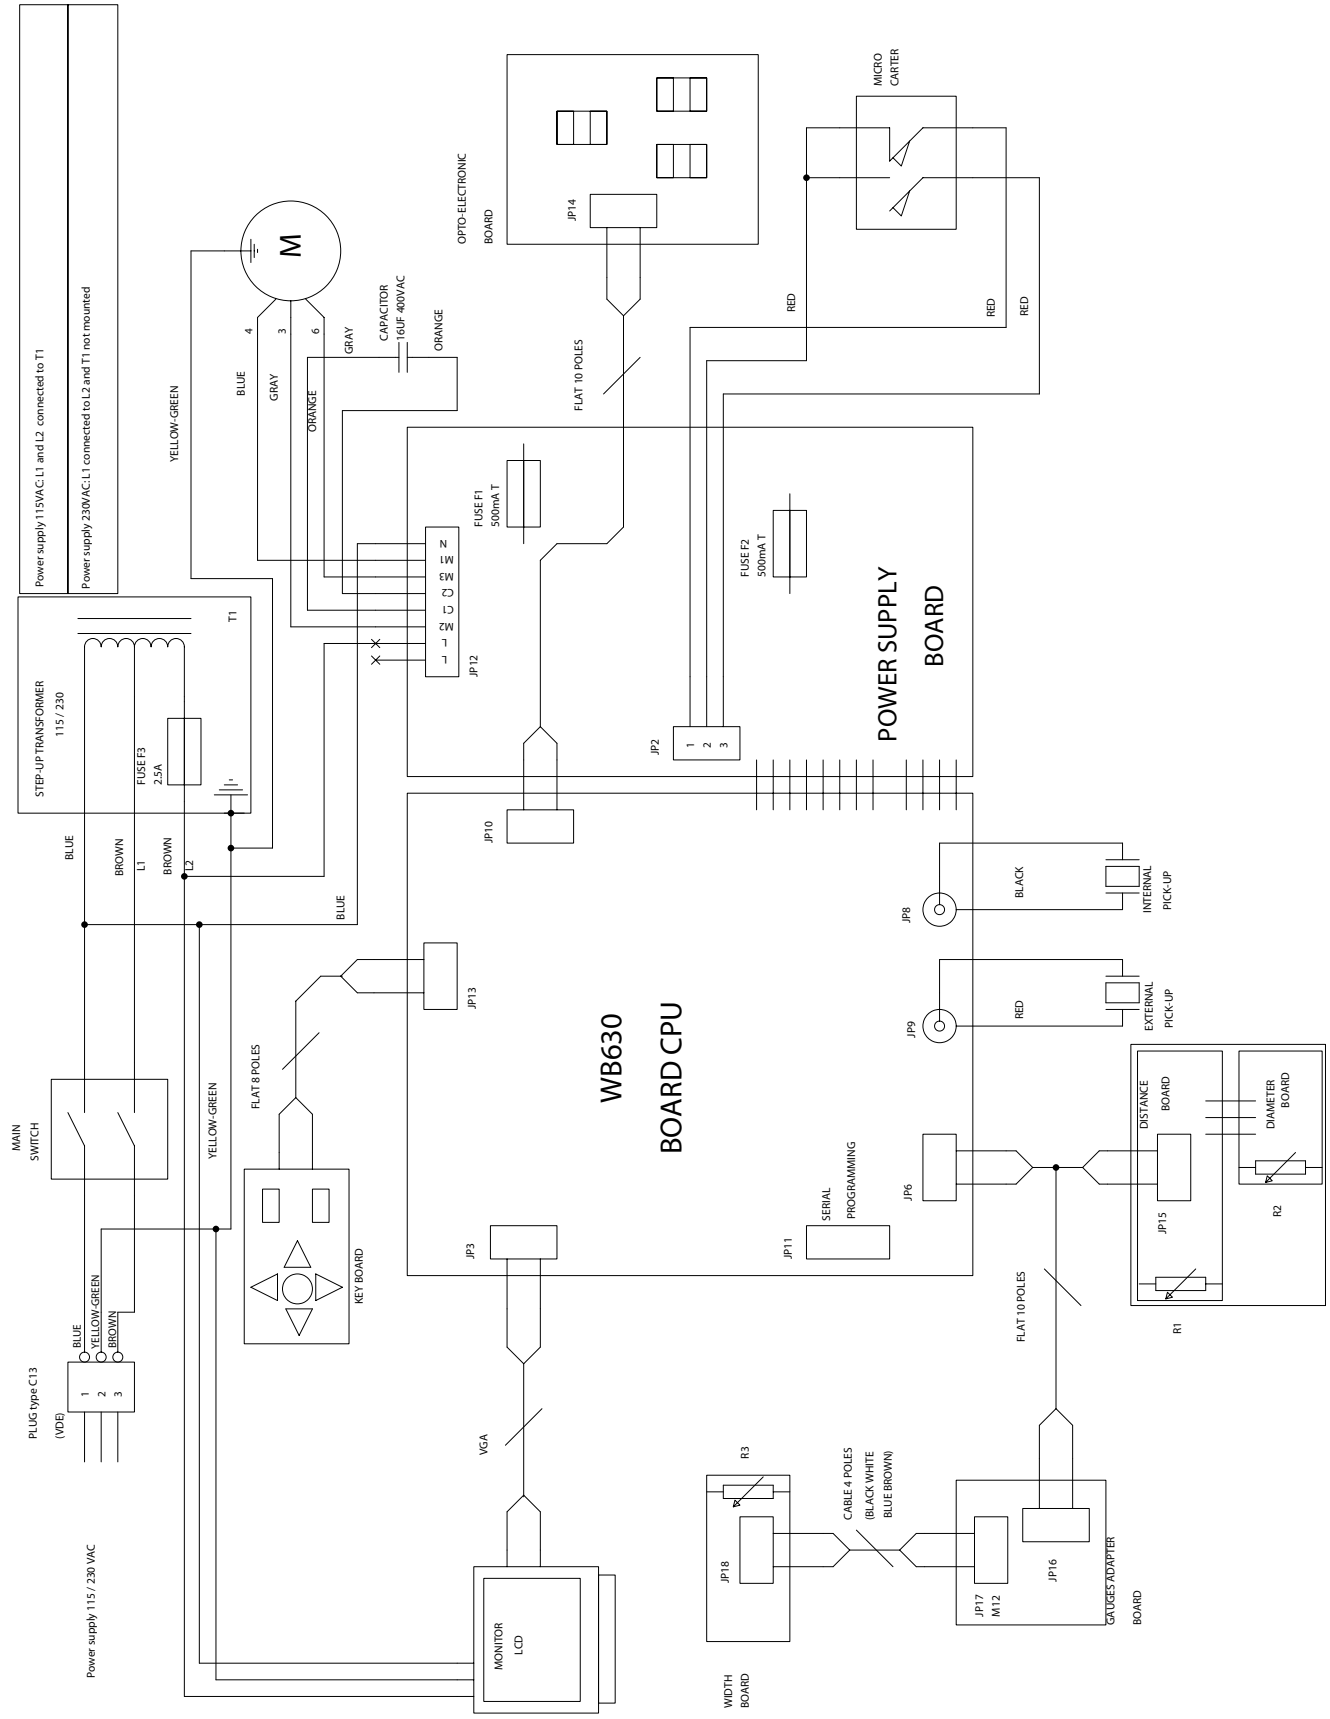 Power supply 115VAC: L1 and L2 connected to T1
Power supply 230VAC: L1 connected to L2 and T1 not mounted
Power supply 115 / 230 VAC
PLUG type C13
(VDE)
1
2
3
BLUE
YELLOW-GREEN
BROWN
MAIN
SWITCH
YELLOW-GREEN
BLUE
BROWN
L1
BROWN
L2
STEP-UP TRANSFORMER
115 / 230
FUSE F3
2.5A
T1
YELLOW-GREEN
BLUE
M
4
3
6
BLUE
GRAY
ORANGE
GRAY
CAPACITOR
16UF 400VAC
ORANGE
KEY BOARD
FLAT 8 POLES
JP13
JP12
L
L
M2
C1
C2
M3
M1
N
FUSE F1
500mA T
FUSE F2
500mA T
POWER SUPPLY
BOARD
JP2
1
2
3
JP10
FLAT 10 POLES
OPTO-ELECTRONIC
BOARD
JP14
MICRO
CARTER
RED
RED
RED
WB630
BOARD CPU
MONITOR
LCD
VGA
JP3
JP11
SERIAL
PROGRAMMING
JP6
JP9
JP8
RED
BLACK
EXTERNAL
PICK-UP
INTERNAL
PICK-UP
WIDTH
BOARD
JP18
R3
CABLE 4 POLES
(BLACK WHITE
BLUE BROWN)
JP17
M12
JP16
GAUGES ADAPTER
BOARD
FLAT 10 POLES
R1
JP15
DISTANCE
BOARD
R2
DIAMETER
BOARD